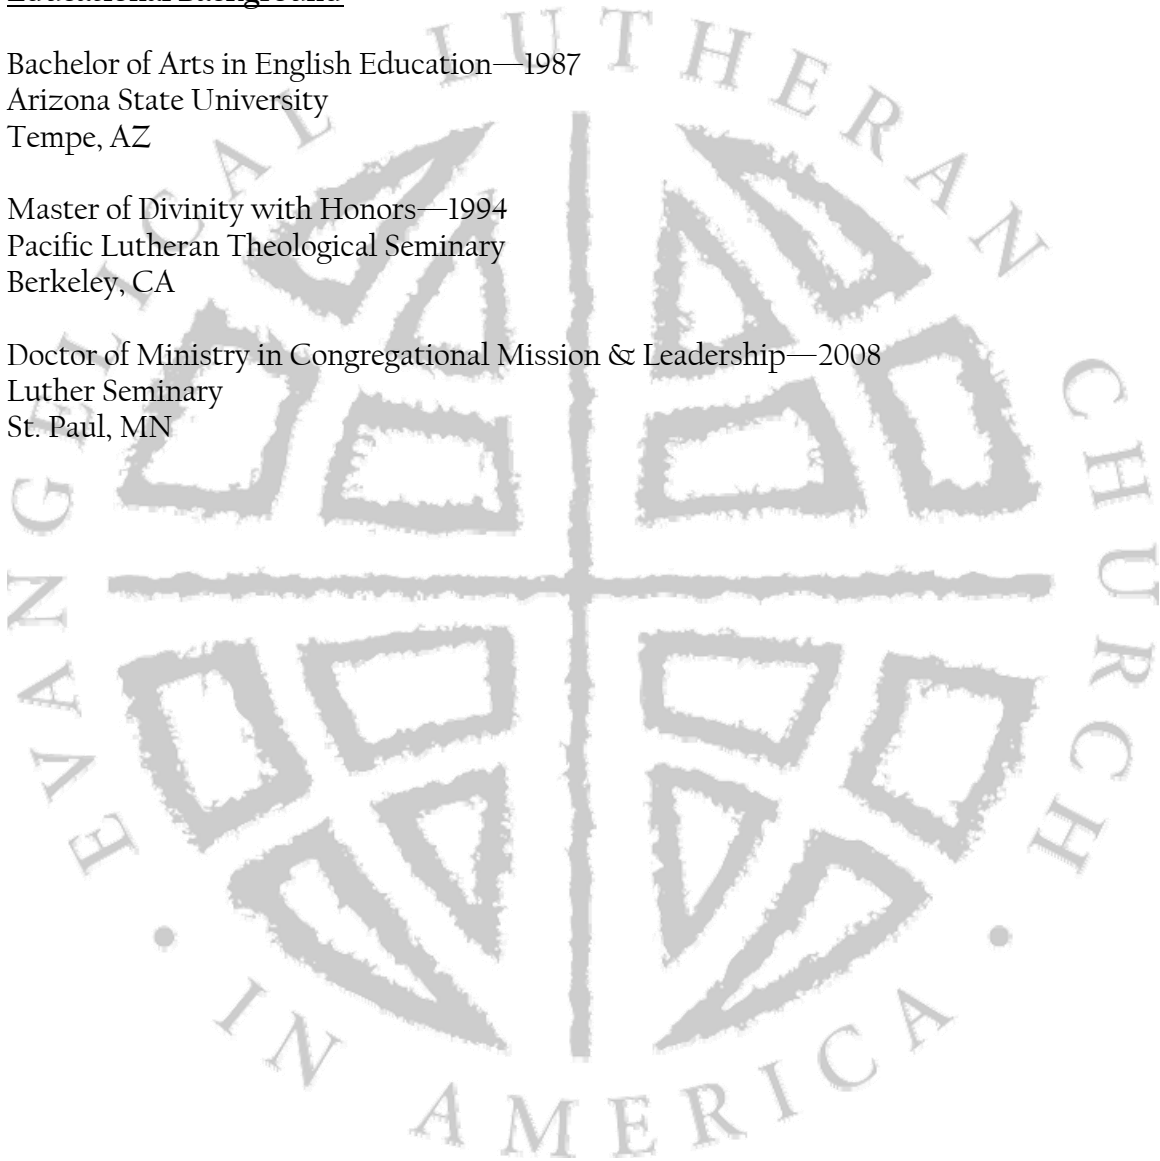 Educational Background
Bachelor of Arts in English Education—1987
Arizona State University
Tempe, AZ
Master of Divinity with Honors—1994
Pacific Lutheran Theological Seminary
Berkeley, CA
Doctor of Ministry in Congregational Mission & Leadership—2008
Luther Seminary
St. Paul, MN
EVANGELICAL LUTHERAN CHURCH
• IN AMERICA •